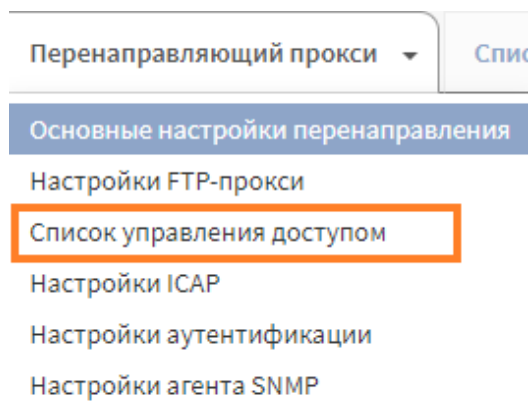 Перенаправляющий прокси
Основные настройки перенаправления
Настройки FTP-прокси
Список управления доступом
Настройки ICAP
Настройки аутентификации
Настройки агента SNMP